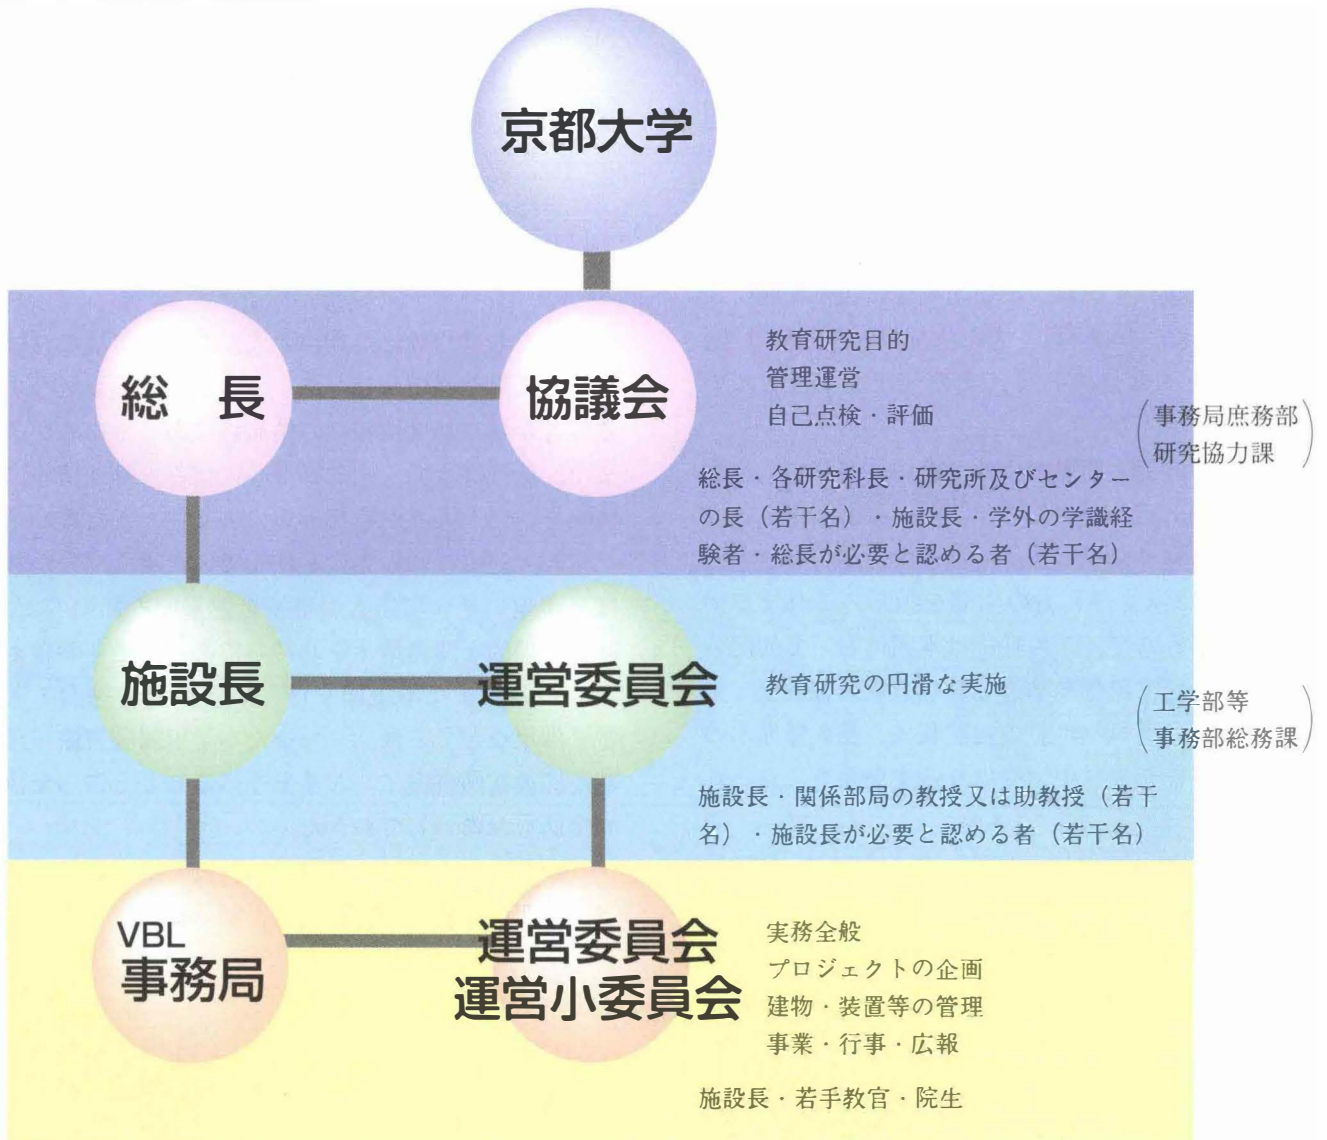 京都大学
総　長
協議会
教育研究目的
管理運営
自己点検・評価
事務局庶務部
研究協力課
総長・各研究科長・研究所及びセンター
の長（若干名）・施設長・学外の学識経
験者・総長が必要と認める者（若干名）
施設長
運営委員会
教育研究の円滑な実施
工学部等
事務部総務課
施設長・関係部局の教授又は助教授（若干
名）・施設長が必要と認める者（若干名）
VBL
事務局
運営委員会
運営小委員会
実務全般
プロジェクトの企画
建物・装置等の管理
事業・行事・広報
施設長・若手教官・院生